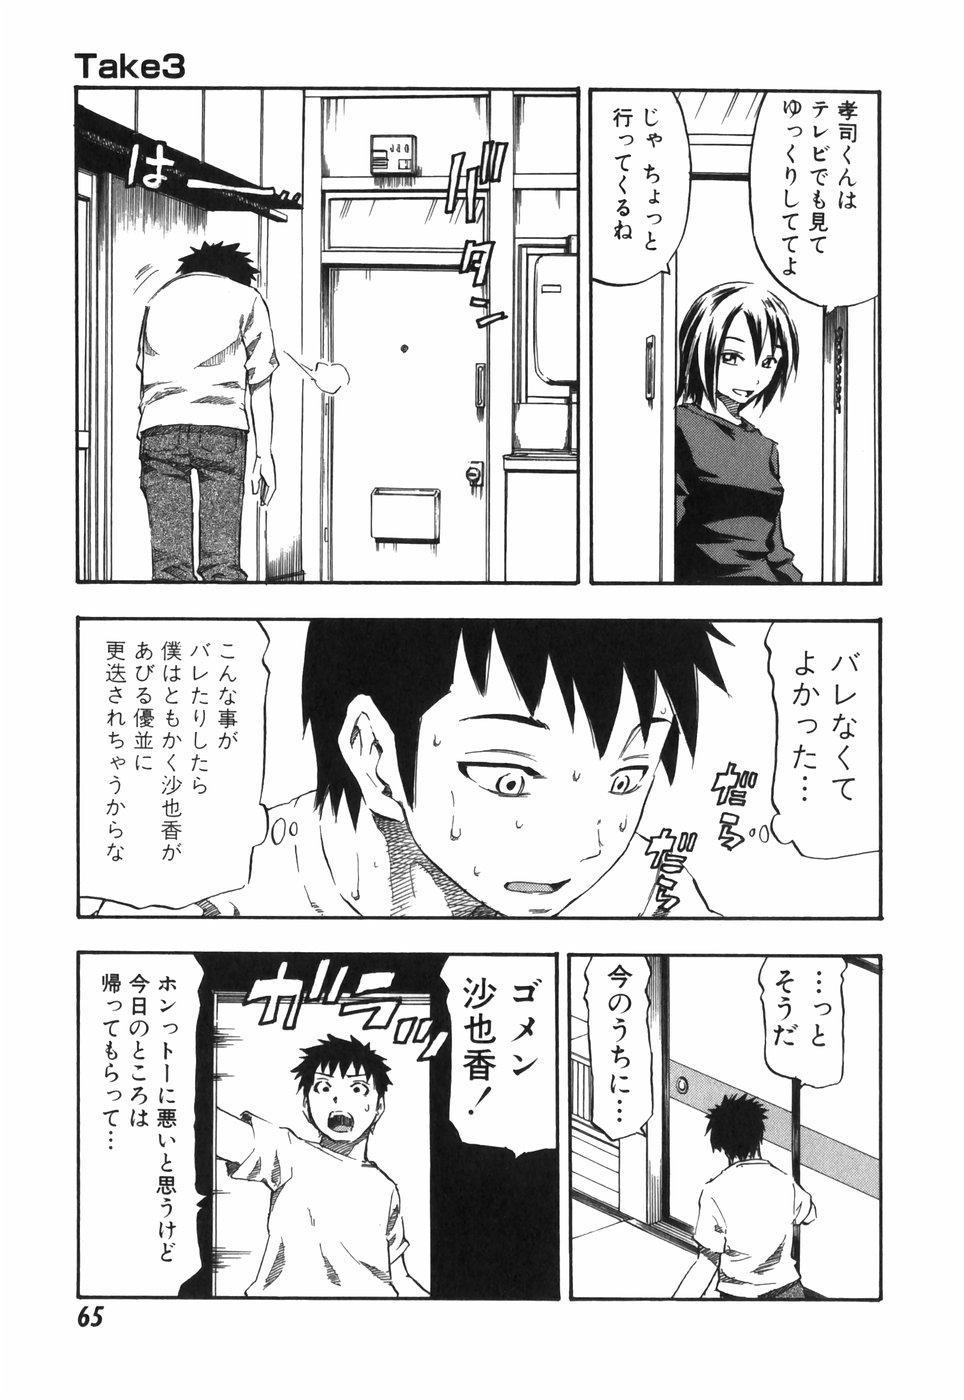 Take3
孝司くんは
テレビでも見て
ゆっくりしててよ
じゃ ちょっと
行ってくるね
バタン
はー…
バレなくて
よかった…
だら
だら
こんな事が
バレたりしたら
僕はともかく沙也香が
あびる優並に
更迭されちゃうからな
…っと
そうだ
今のうちに…
ゴメン
沙也香!
ガラッ
ホンっトーに悪いと思うけど
今日のところは
帰ってもらって…
65